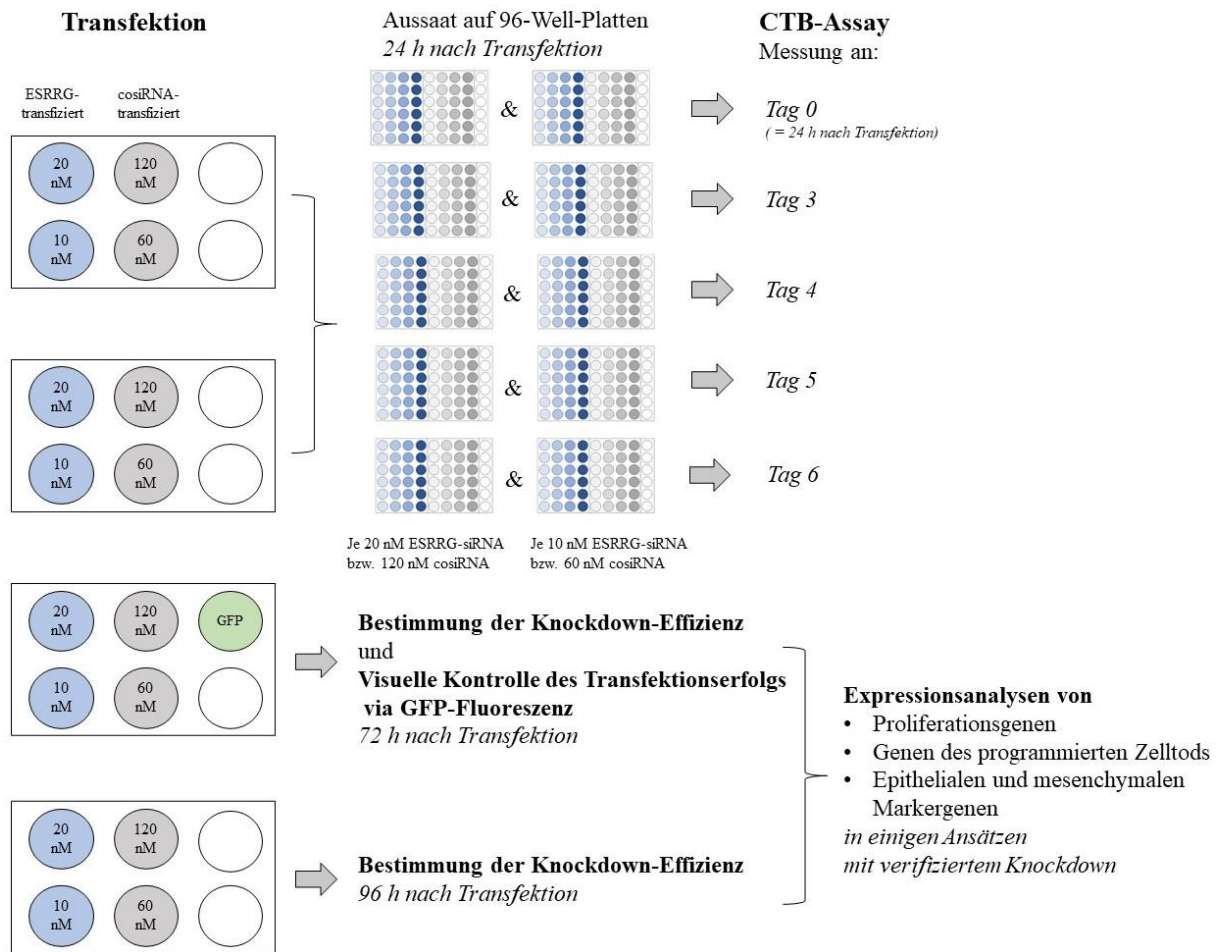 Transfektion
Aussaat auf 96-Well-Platten
24 h nach Transfektion
CTB-Assay
Messung an:
ESRRG-
transfiziert
cosiRNA-
transfiziert
20
nM
120
nM
10
nM
60
nM
20
nM
120
nM
10
nM
60
nM
&
Tag 0
( = 24 h nach Transfektion)
&
Tag 3
&
Tag 4
&
Tag 5
&
Tag 6
Je 20 nM ESRRG-siRNA
bzw. 120 nM cosiRNA
Je 10 nM ESRRG-siRNA
bzw. 60 nM cosiRNA
20
nM
120
nM
GFP
10
nM
60
nM
Bestimmung der Knockdown-Effizienz
und
Visuelle Kontrolle des Transfektionserfolgs
via GFP-Fluoreszenz
72 h nach Transfektion
20
nM
120
nM
10
nM
60
nM
Bestimmung der Knockdown-Effizienz
96 h nach Transfektion
Expressionsanalysen von
• Proliferationsgenen
• Genen des programmierten Zelltods
• Epithelialen und mesenchymalen
Markergenen
in einigen Ansätzen
mit verifiziertem Knockdown